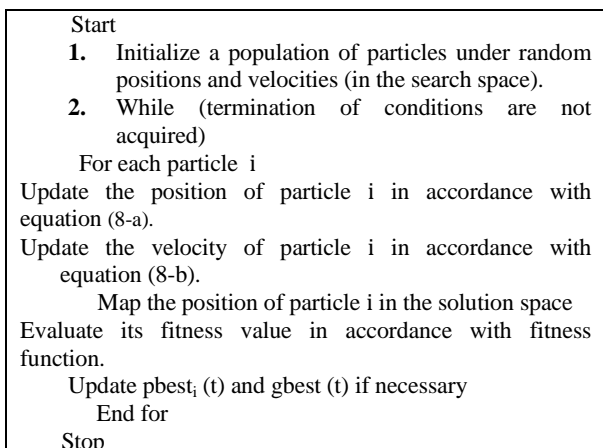 Start
1. Initialize a population of particles under random
positions and velocities (in the search space).
2. While (termination of conditions are not
acquired)
For each particle i
Update the position of particle i in accordance with
equation (8-a).
Update the velocity of particle i in accordance with
equation (8-b).
Map the position of particle i in the solution space
Evaluate its fitness value in accordance with fitness
function.
Update pbesti (t) and gbest (t) if necessary
End for
Stop